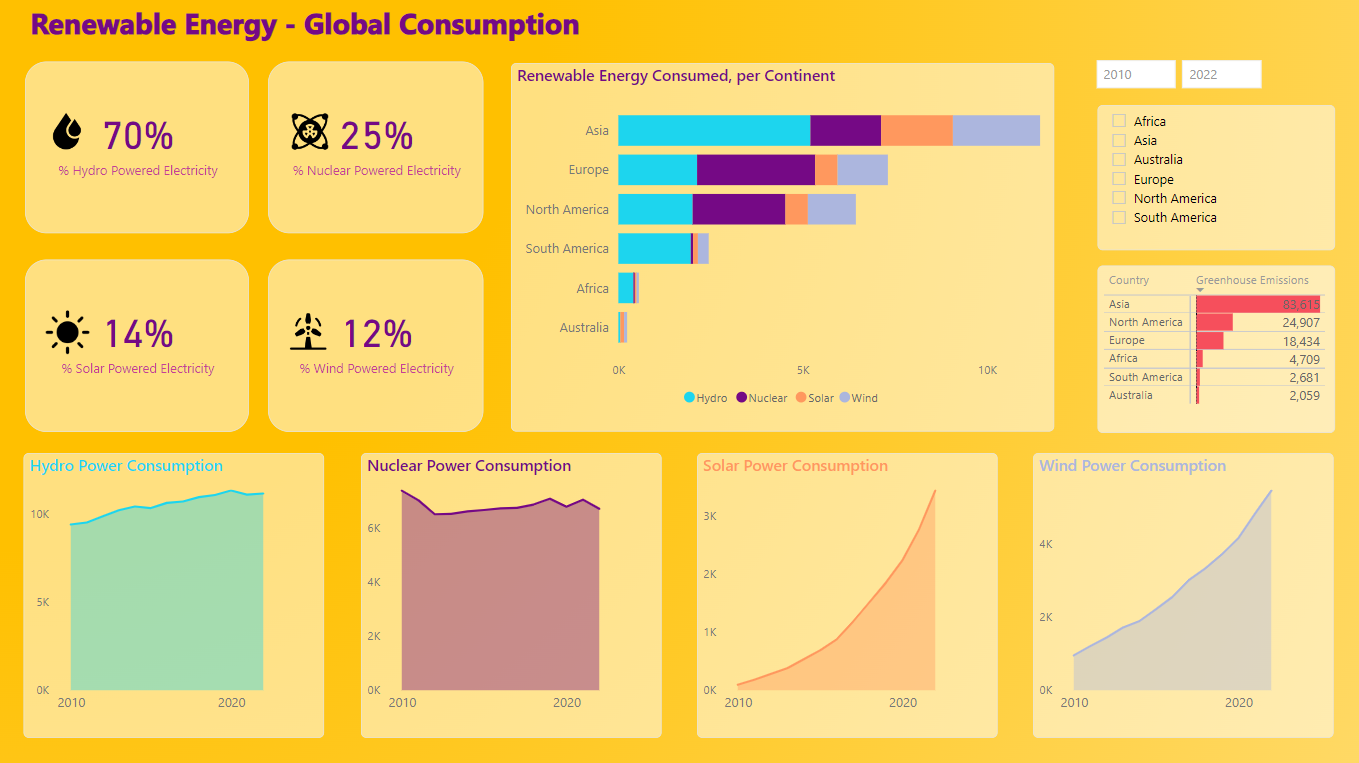 Renewable Energy - Global Consumption
70%
% Hydro Powered Electricity
25%
% Nuclear Powered Electricity
14%
% Solar Powered Electricity
12%
% Wind Powered Electricity
Renewable Energy Consumed, per Continent
Asia
Europe
North America
South America
Africa
Australia
0K 5K 10K
Hydro Nuclear Solar Wind
2010 2022
Africa
Asia
Australia
Europe
North America
South America
Country Greenhouse Emissions
Asia 83,615
North America 24,907
Europe 18,434
Africa 4,709
South America 2,681
Australia 2,059
Hydro Power Consumption
10K
5K
0K
2010 2020
Nuclear Power Consumption
6K
4K
2K
0K
2010 2020
Solar Power Consumption
3K
2K
1K
0K
2010 2020
Wind Power Consumption
4K
2K
0K
2010 2020